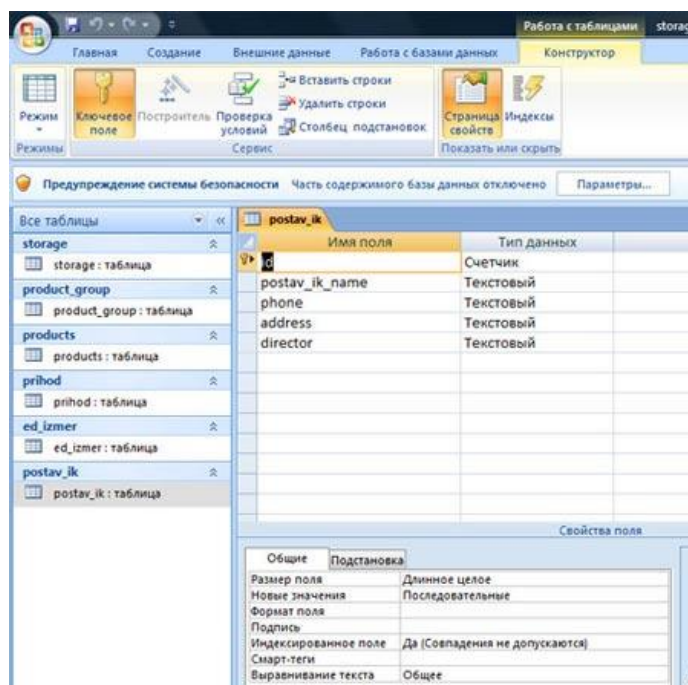 Работа с таблицами storag
Главная Создание Внешние данные Работа с базами данных Конструктор
Режим Ключевое поле Построитель Проверка условий Вставить строки Удалить строки Столбец подстановок Страница свойств Индексы
Режимы Сервис Показать или скрыть
Предупреждение системы безопасности Часть содержимого базы данных отключено Параметры...
Все таблицы
storage
storage : таблица
product_group
product_group : таблица
products
products : таблица
prihod
prihod : таблица
ed_izmer
ed_izmer : таблица
postav_ik
postav_ik : таблица
postav_ik
Имя поля Тип данных
id Счетчик
postav_ik_name Текстовый
phone Текстовый
address Текстовый
director Текстовый
Свойства поля
Общие Подстановка
Размер поля Длинное целое
Новые значения Последовательные
Формат поля
Подпись
Индексированное поле Да (Совпадения не допускаются)
Смарт-теги
Выравнивание текста Общее